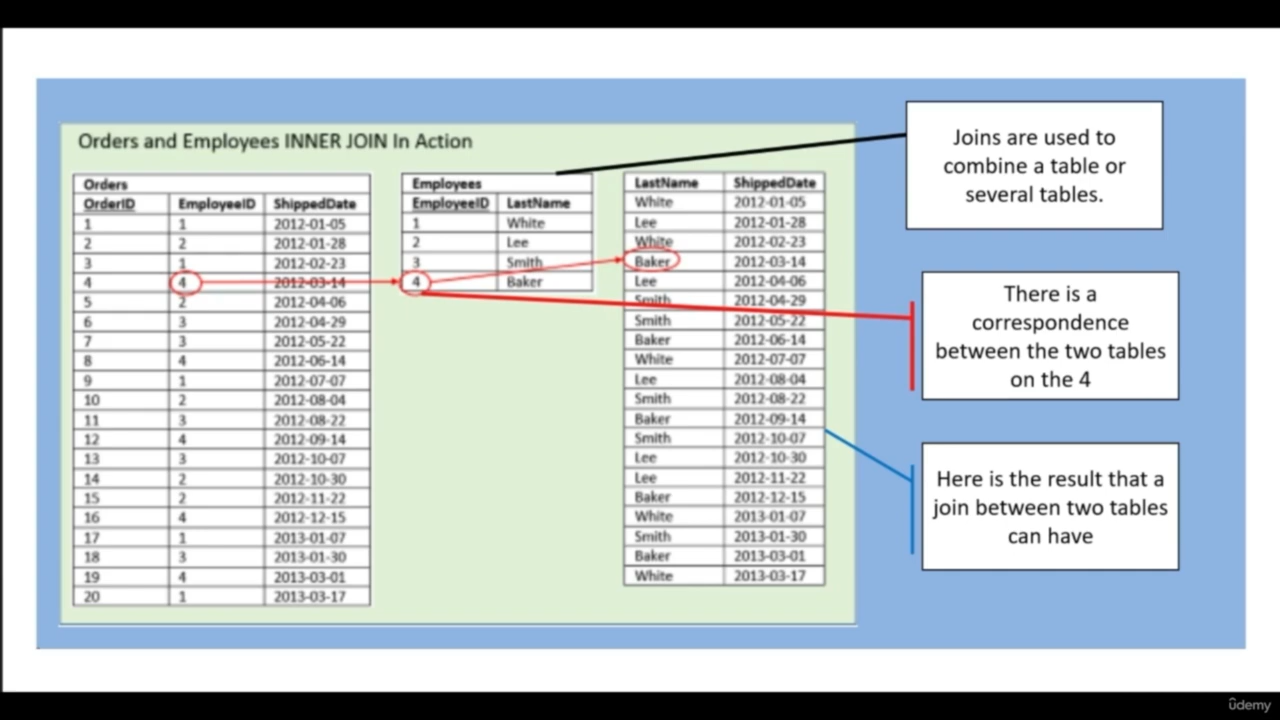 Orders and Employees INNER JOIN In Action
Orders
OrderID EmployeeID ShippedDate
1 1 2012-01-05
2 2 2012-01-28
3 1 2012-02-23
4 4 2012-03-14
5 2 2012-04-06
6 3 2012-04-29
7 3 2012-05-22
8 4 2012-06-14
9 1 2012-07-07
10 2 2012-08-04
11 3 2012-08-22
12 4 2012-09-14
13 3 2012-10-07
14 2 2012-10-30
15 2 2012-11-22
16 4 2012-12-15
17 1 2013-01-07
18 3 2013-01-30
19 4 2013-03-01
20 1 2013-03-17
Employees
EmployeeID LastName
1 White
2 Lee
3 Smith
4 Baker
LastName ShippedDate
White 2012-01-05
Lee 2012-01-28
White 2012-02-23
Baker 2012-03-14
Lee 2012-04-06
Smith 2012-04-29
Smith 2012-05-22
Baker 2012-06-14
White 2012-07-07
Lee 2012-08-04
Smith 2012-08-22
Baker 2012-09-14
Smith 2012-10-07
Lee 2012-10-30
Lee 2012-11-22
Baker 2012-12-15
White 2013-01-07
Smith 2013-01-30
Baker 2013-03-01
White 2013-03-17
Joins are used to
combine a table or
several tables.
There is a
correspondence
between the two tables
on the 4
Here is the result that a
join between two tables
can have
ûdemy